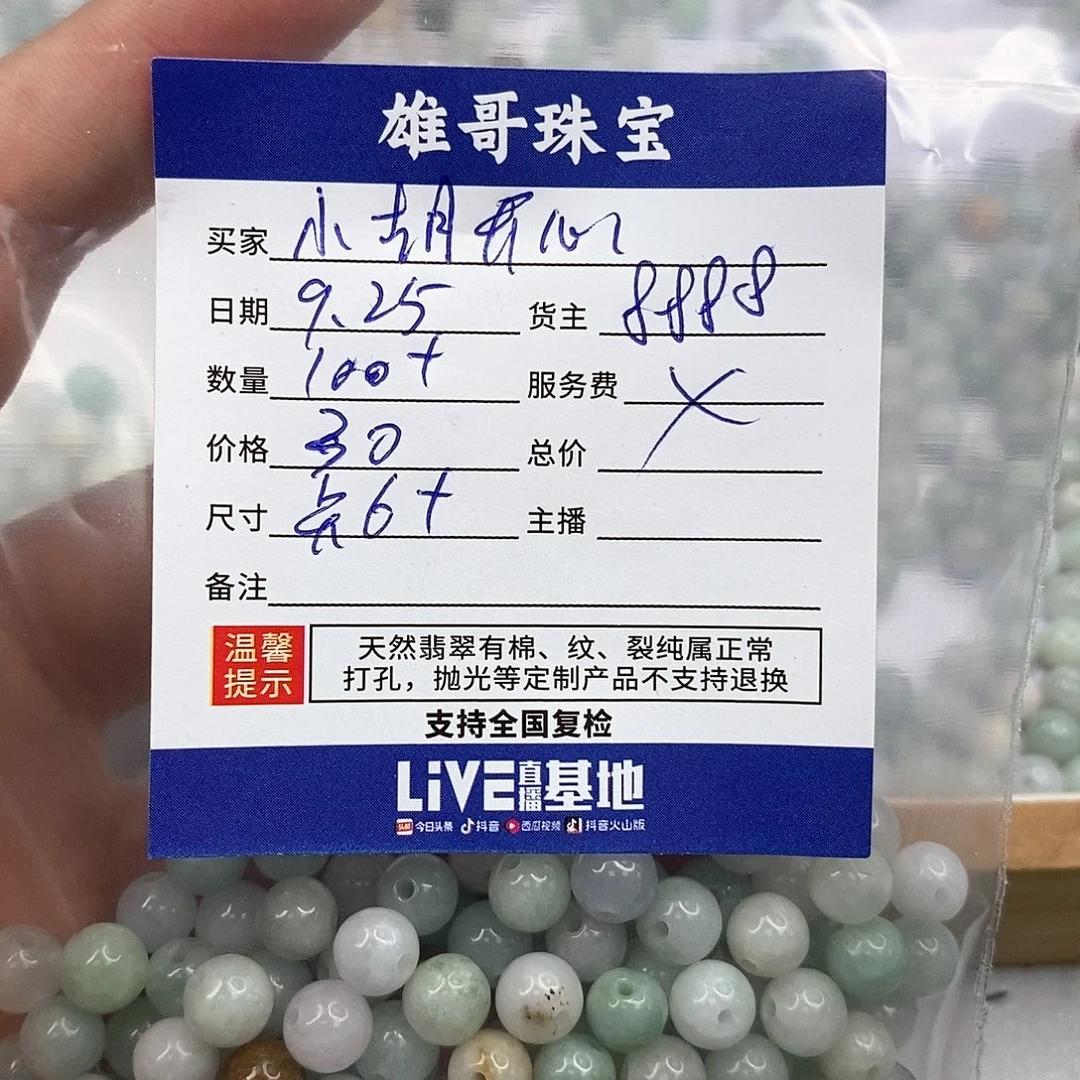 雄哥珠宝
买家 小胡开心
日期 9.25 货主 8888
数量 100+ 服务费 X
价格 30 总价
尺寸 6+ 主播
备注
温馨提示 天然翡翠有棉、纹、裂纯属正常
打孔，抛光等定制产品不支持退换
支持全国复检
LiVE直播基地
今日头条 抖音 西瓜视频 抖音火山版